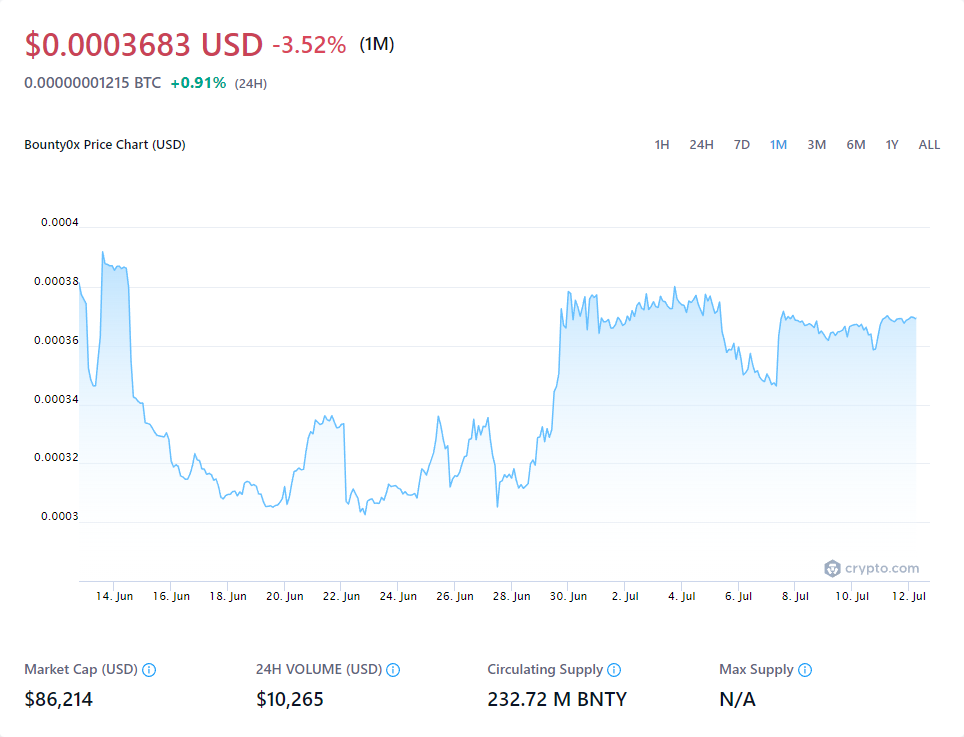 $0.0003683 USD -3.52% (1M)
0.00000001215 BTC +0.91% (24H)
Bounty0x Price Chart (USD) 1H 24H 7D 1M 3M 6M 1Y ALL
0.0004
0.00038
0.00036
0.00034
0.00032
0.0003
crypto.com
14. Jun 16. Jun 18. Jun 20. Jun 22. Jun 24. Jun 26. Jun 28. Jun 30. Jun 2. Jul 4. Jul 6. Jul 8. Jul 10. Jul 12. Jul
Market Cap (USD) 24H VOLUME (USD) Circulating Supply Max Supply
$86,214 $10,265 232.72 M BNTY N/A